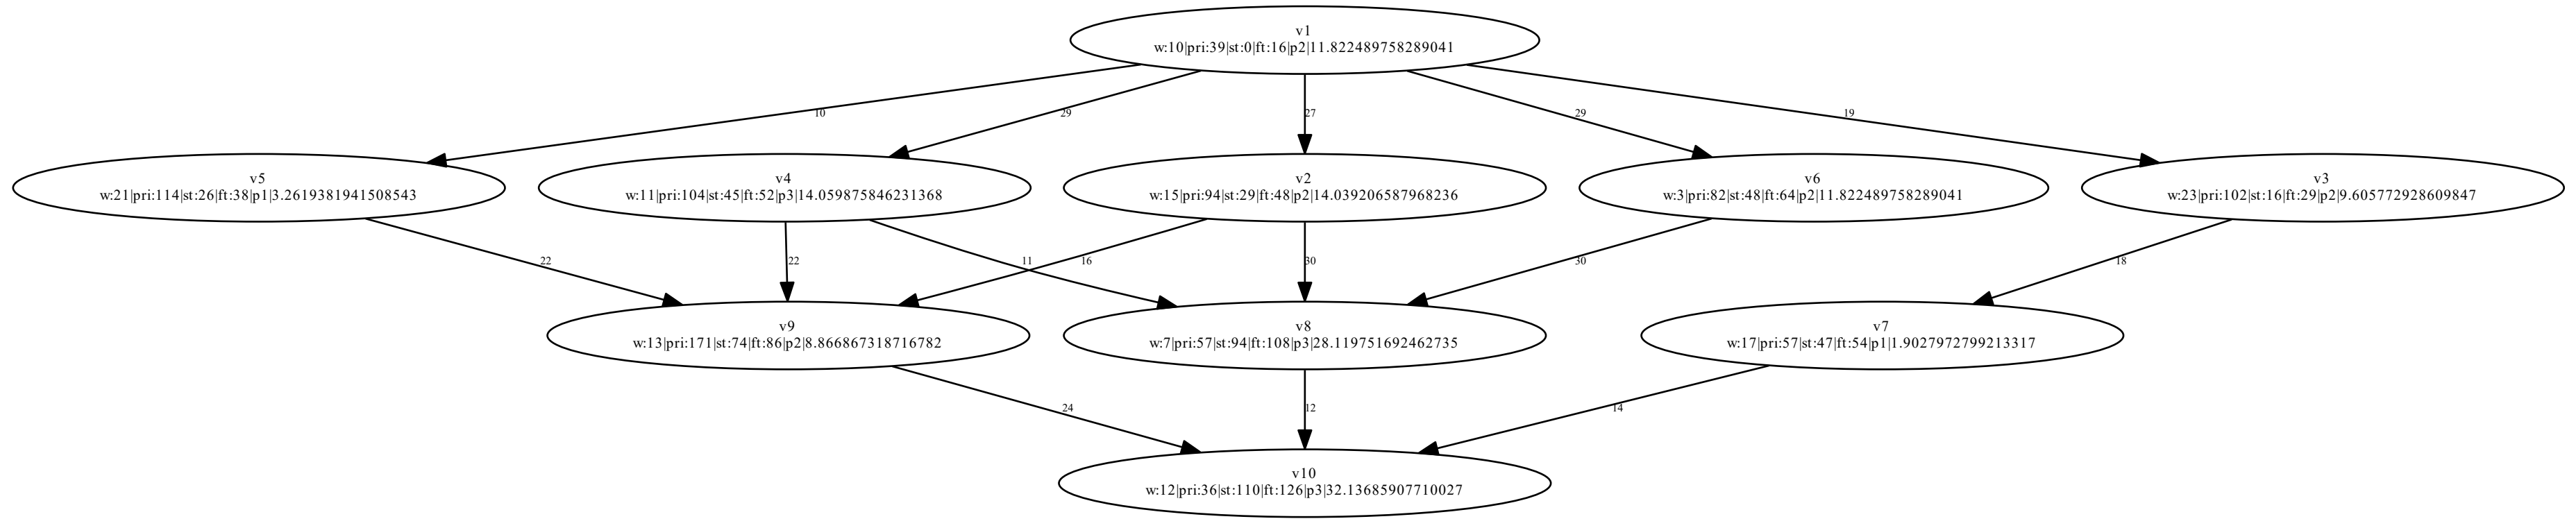 v1
w:10|pri:39|st:0|ft:16|p2|11.822489758289041
10
29
27
29
19
v5
w:21|pri:114|st:26|ft:38|p1|3.2619381941508543
v4
w:11|pri:104|st:45|ft:52|p3|14.059875846231368
v2
w:15|pri:94|st:29|ft:48|p2|14.039206587968236
v6
w:3|pri:82|st:48|ft:64|p2|11.822489758289041
v3
w:23|pri:102|st:16|ft:29|p2|9.605772928609847
22
22
11
16
30
30
18
v9
w:13|pri:171|st:74|ft:86|p2|8.866867318716782
v8
w:7|pri:57|st:94|ft:108|p3|28.119751692462735
v7
w:17|pri:57|st:47|ft:54|p1|1.9027972799213317
24
12
14
v10
w:12|pri:36|st:110|ft:126|p3|32.13685907710027